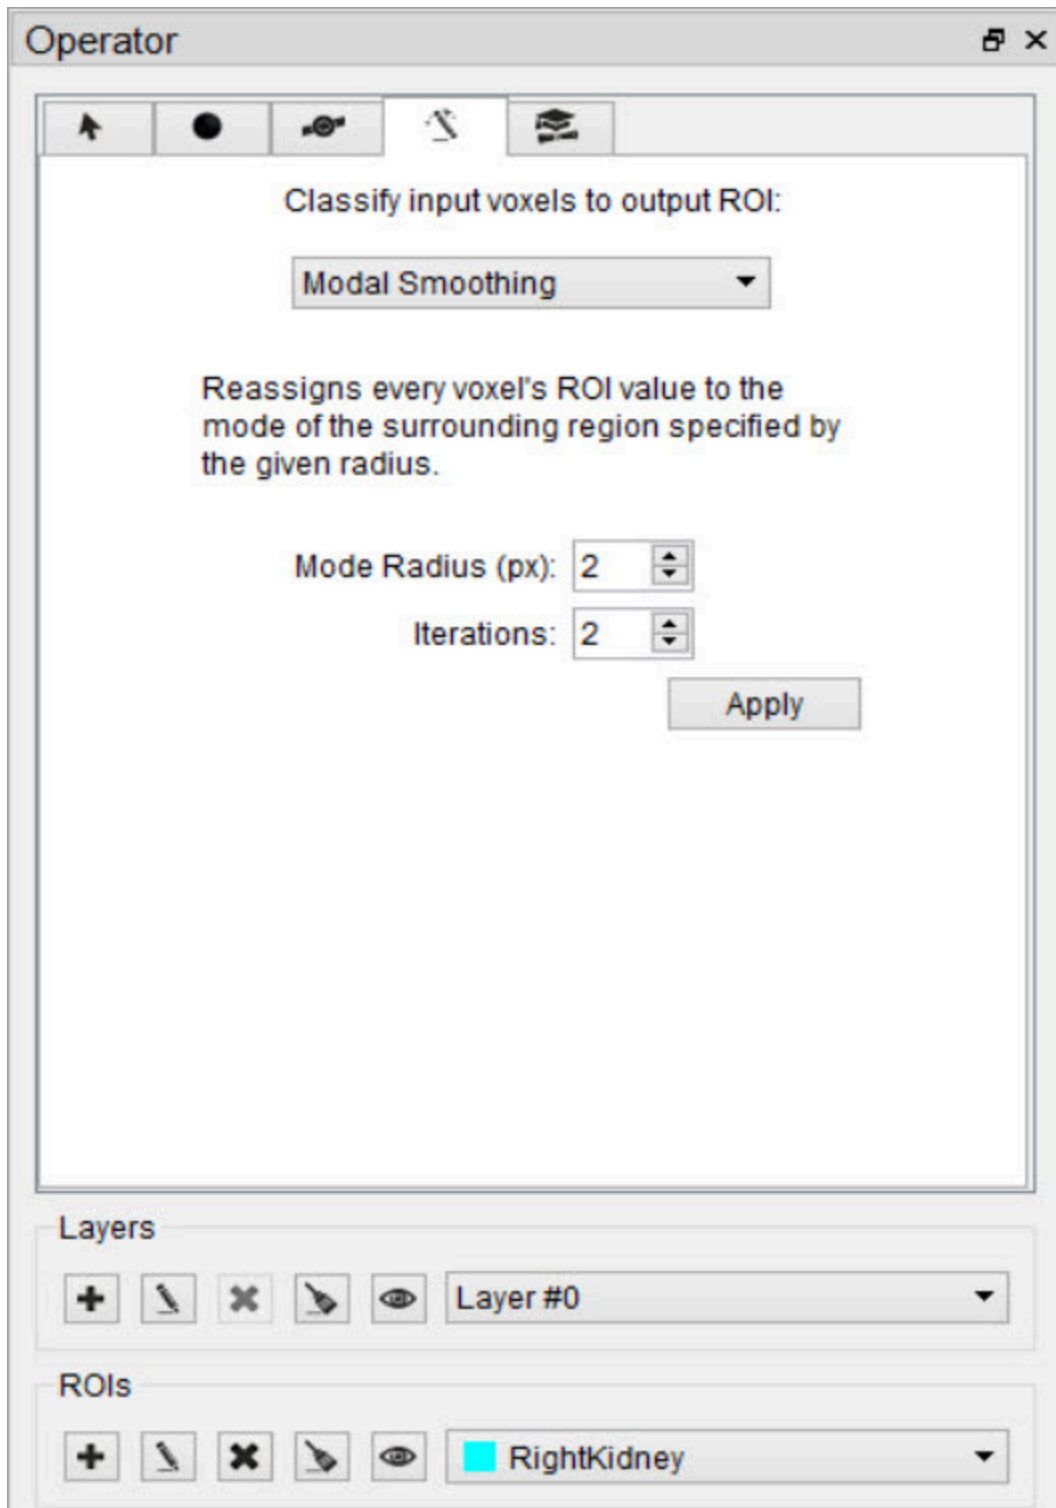 Operator
Classify input voxels to output ROI:
Modal Smoothing
Reassigns every voxel's ROI value to the
mode of the surrounding region specified by
the given radius.
Mode Radius (px): 2
Iterations: 2
Apply
Layers
Layer #0
ROIs
RightKidney